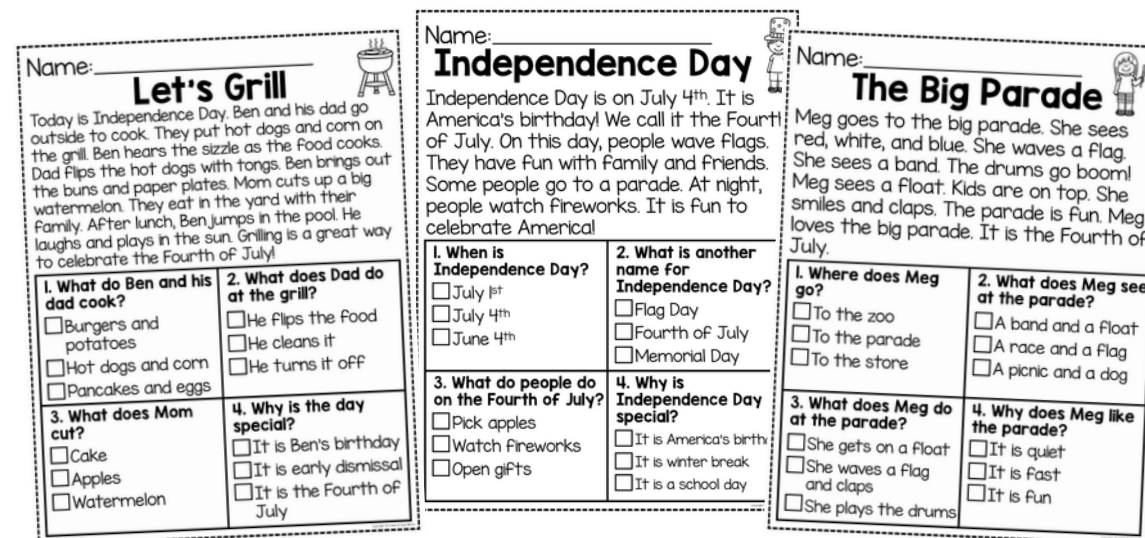 Name:
Let's Grill
Today is Independence Day. Ben and his dad go
outside to cook. They put hot dogs and corn on
the grill. Ben hears the sizzle as the food cooks.
Dad flips the hot dogs with tongs. Ben brings out
the buns and paper plates. Mom cuts up a big
watermelon. They eat in the yard with their
family. After lunch, Ben jumps in the pool. He
laughs and plays in the sun. Grilling is a great way
to celebrate the Fourth of July!
1. What do Ben and his
dad cook?
Burgers and
potatoes
Hot dogs and corn
Pancakes and eggs
2. What does Dad do
at the grill?
He flips the food
He cleans it
He turns it off
3. What does Mom
cut?
Cake
Apples
Watermelon
4. Why is the day
special?
It is Ben's birthday
It is early dismissal
It is the Fourth of
July
Name:
Independence Day
Independence Day is on July 4th. It is
America's birthday! We call it the Fourth
of July. On this day, people wave flags.
They have fun with family and friends.
Some people go to a parade. At night,
people watch fireworks. It is fun to
celebrate America!
1. When is
Independence Day?
July 1st
July 4th
June 4th
2. What is another
name for
Independence Day?
Flag Day
Fourth of July
Memorial Day
3. What do people do
on the Fourth of July?
Pick apples
Watch fireworks
Open gifts
4. Why is
Independence Day
special?
It is America's birth
It is winter break
It is a school day
Name:
The Big Parade
Meg goes to the big parade. She sees
red, white, and blue. She waves a flag.
She sees a band. The drums go boom!
Meg sees a float. Kids are on top. She
smiles and claps. The parade is fun. Meg
loves the big parade. It is the Fourth of
July.
1. Where does Meg
go?
To the zoo
To the parade
To the store
2. What does Meg see
at the parade?
A band and a float
A race and a flag
A picnic and a dog
3. What does Meg do
at the parade?
She gets on a float
She waves a flag
and claps
She plays the drums
4. Why does Meg like
the parade?
It is quiet
It is fast
It is fun